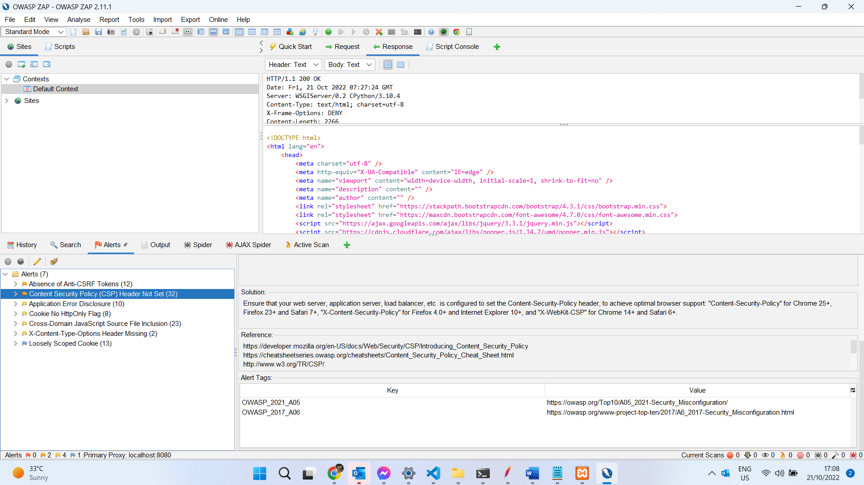 OWASP ZAP - OWASP ZAP 2.11.1
File Edit View Analyse Report Tools Import Export Online Help
Standard Mode
Sites Scripts
Quick Start Request Response Script Console
Header: Text Body: Text
Contexts
Default Context
Sites
HTTP/1.1 200 OK
Date: Fri, 21 Oct 2022 07:27:24 GMT
Server: WSGIServer/0.2 CPython/3.10.4
Content-Type: text/html; charset=utf-8
X-Frame-Options: DENY
Content-Length: 2266
<!DOCTYPE html>
<html lang="en">
<head>
<meta charset="utf-8" />
<meta http-equiv="X-UA-Compatible" content="IE=edge" />
<meta name="viewport" content="width=device-width, initial-scale=1, shrink-to-fit=no" />
<meta name="description" content="" />
<meta name="author" content="" />
<link rel="stylesheet" href="https://stackpath.bootstrapcdn.com/bootstrap/4.3.1/css/bootstrap.min.css">
<link rel="stylesheet" href="https://maxcdn.bootstrapcdn.com/font-awesome/4.7.0/css/font-awesome.min.css">
<script src="https://ajax.googleapis.com/ajax/libs/jquery/3.3.1/jquery.min.js"></script>
<script src="https://cdnjs.cloudflare.com/ajax/libs/popper.js/1.14.7/umd/popper.min.js"></script>
History Search Alerts Output Spider AJAX Spider Active Scan
Alerts (7)
Absence of Anti-CSRF Tokens (12)
Content Security Policy (CSP) Header Not Set (32)
Application Error Disclosure (10)
Cookie No HttpOnly Flag (8)
Cross-Domain JavaScript Source File Inclusion (23)
X-Content-Type-Options Header Missing (2)
Loosely Scoped Cookie (13)
Solution:
Ensure that your web server, application server, load balancer, etc. is configured to set the Content-Security-Policy header, to achieve optimal browser support: "Content-Security-Policy" for Chrome 25+,
Firefox 23+ and Safari 7+, "X-Content-Security-Policy" for Firefox 4.0+ and Internet Explorer 10+, and "X-WebKit-CSP" for Chrome 14+ and Safari 6+.
Reference:
https://developer.mozilla.org/en-US/docs/Web/Security/CSP/Introducing_Content_Security_Policy
https://cheatsheetseries.owasp.org/cheatsheets/Content_Security_Policy_Cheat_Sheet.html
http://www.w3.org/TR/CSP/
Alert Tags:
Key Value
OWASP_2021_A05 https://owasp.org/Top10/A05_2021-Security_Misconfiguration/
OWASP_2017_A06 https://owasp.org/www-project-top-ten/2017/A6_2017-Security_Misconfiguration.html
Alerts 0 2 4 1 Primary Proxy: localhost:8080
Current Scans 0 0 0 0 0 0 0 0
33°C
Sunny
ENG
US
17:08
21/10/2022
2